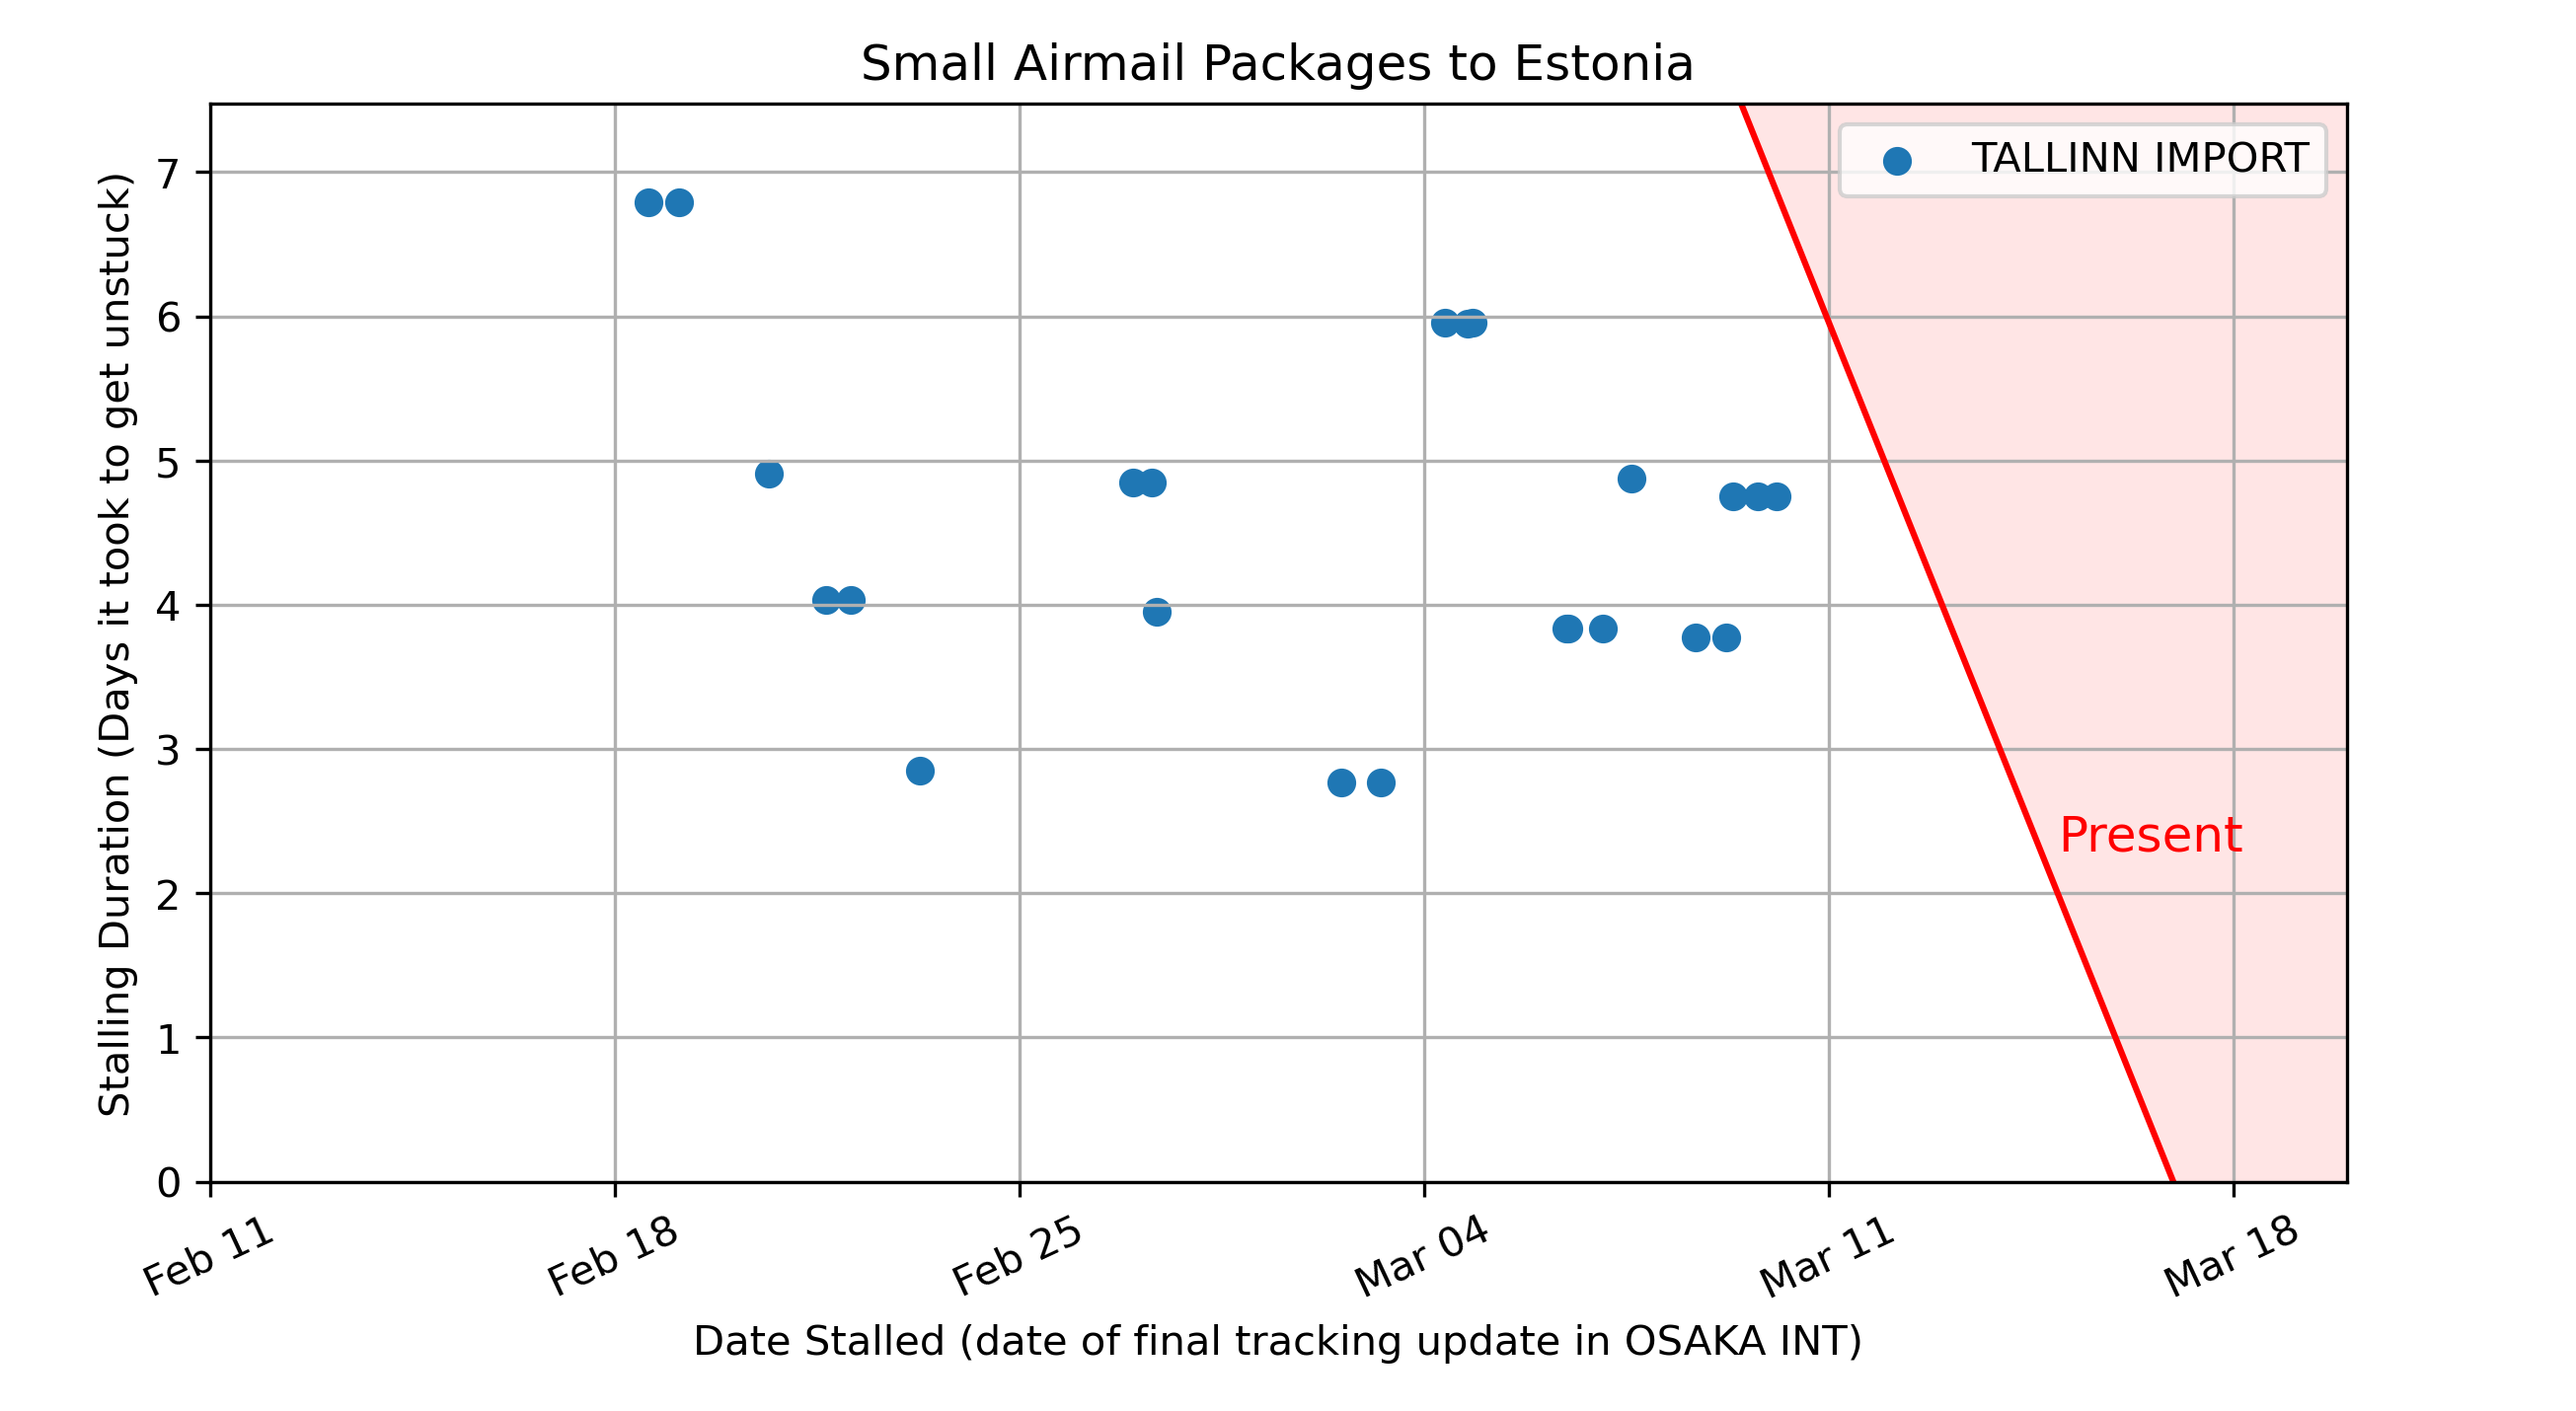 Small Airmail Packages to Estonia
TALLINN IMPORT
Stalling Duration (Days it took to get unstuck)
7
6
5
4
3
2
1
0
Present
Feb 11
Feb 18
Feb 25
Mar 04
Mar 11
Mar 18
Date Stalled (date of final tracking update in OSAKA INT)